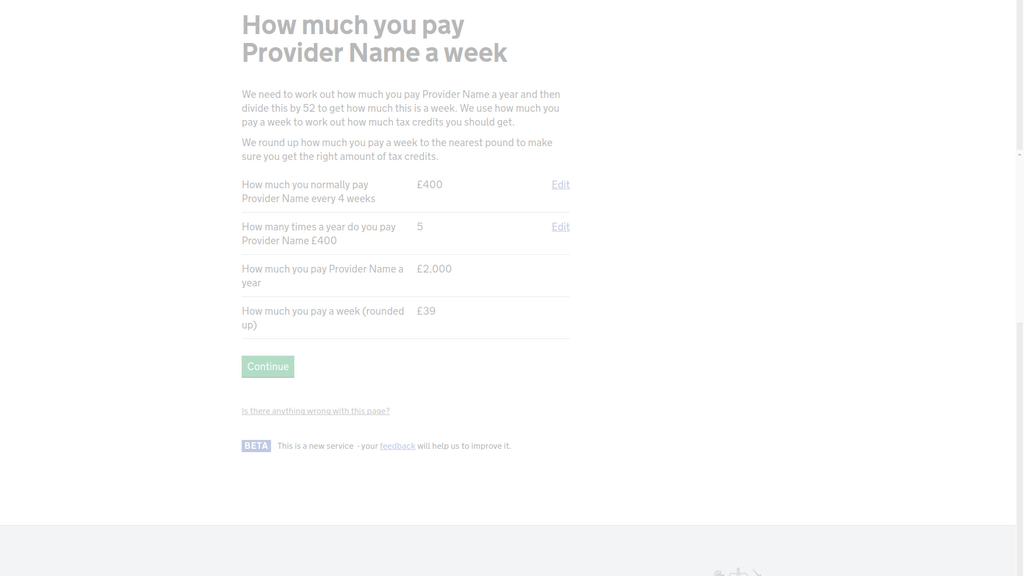 How much you pay
Provider Name a week
We need to work out how much you pay Provider Name a year and then
divide this by 52 to get how much this is a week. We use how much you
pay a week to work out how much tax credits you should get.
We round up how much you pay a week to the nearest pound to make
sure you get the right amount of tax credits.
How much you normally pay £400 Edit
Provider Name every 4 weeks
How many times a year do you pay 5 Edit
Provider Name £400
How much you pay Provider Name a £2,000
year
How much you pay a week (rounded £39
up)
Continue
Is there anything wrong with this page?
BETA This is a new service - your feedback will help us to improve it.